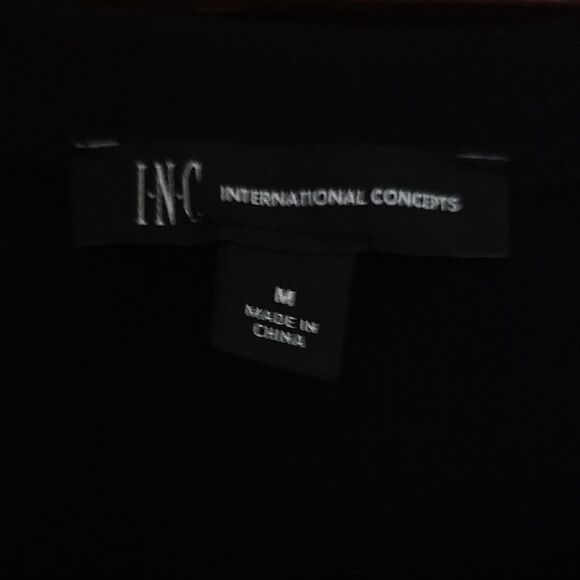 I·N·C INTERNATIONAL CONCEPTS
M
MADE IN
CHINA